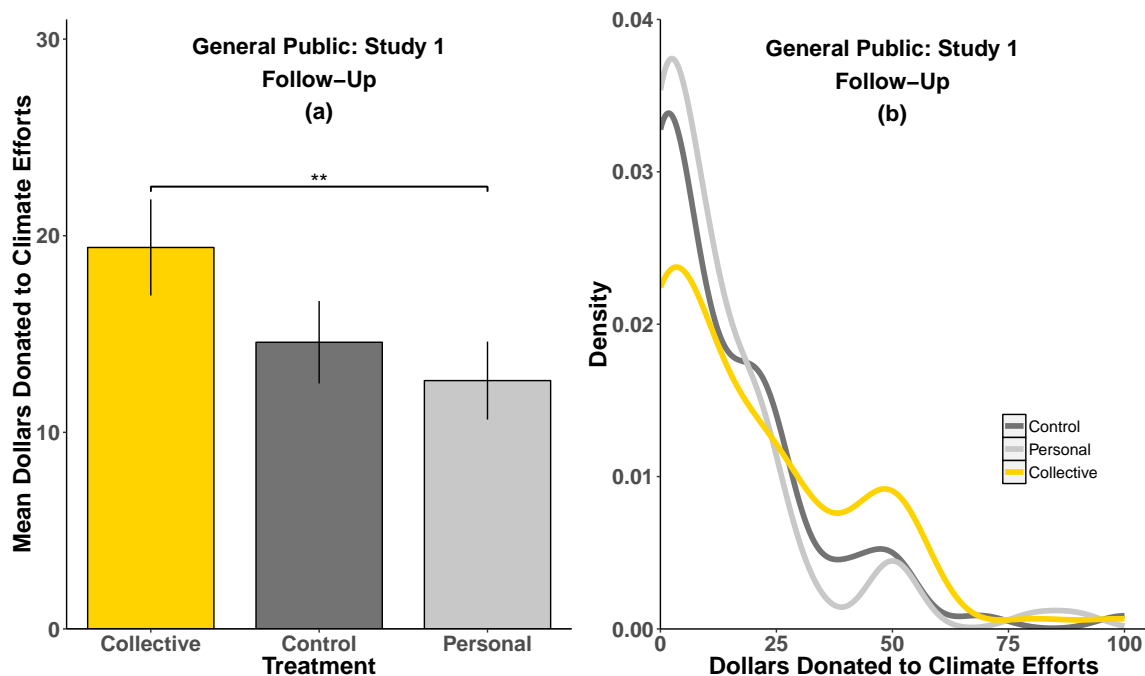 General Public: Study 1
Follow−Up
(a)
Mean Dollars Donated to Climate Efforts
30
20
10
0
**
Collective
Control
Personal
Treatment
General Public: Study 1
Follow−Up
(b)
Density
0.04
0.03
0.02
0.01
0.00
Control
Personal
Collective
0
25
50
75
100
Dollars Donated to Climate Efforts